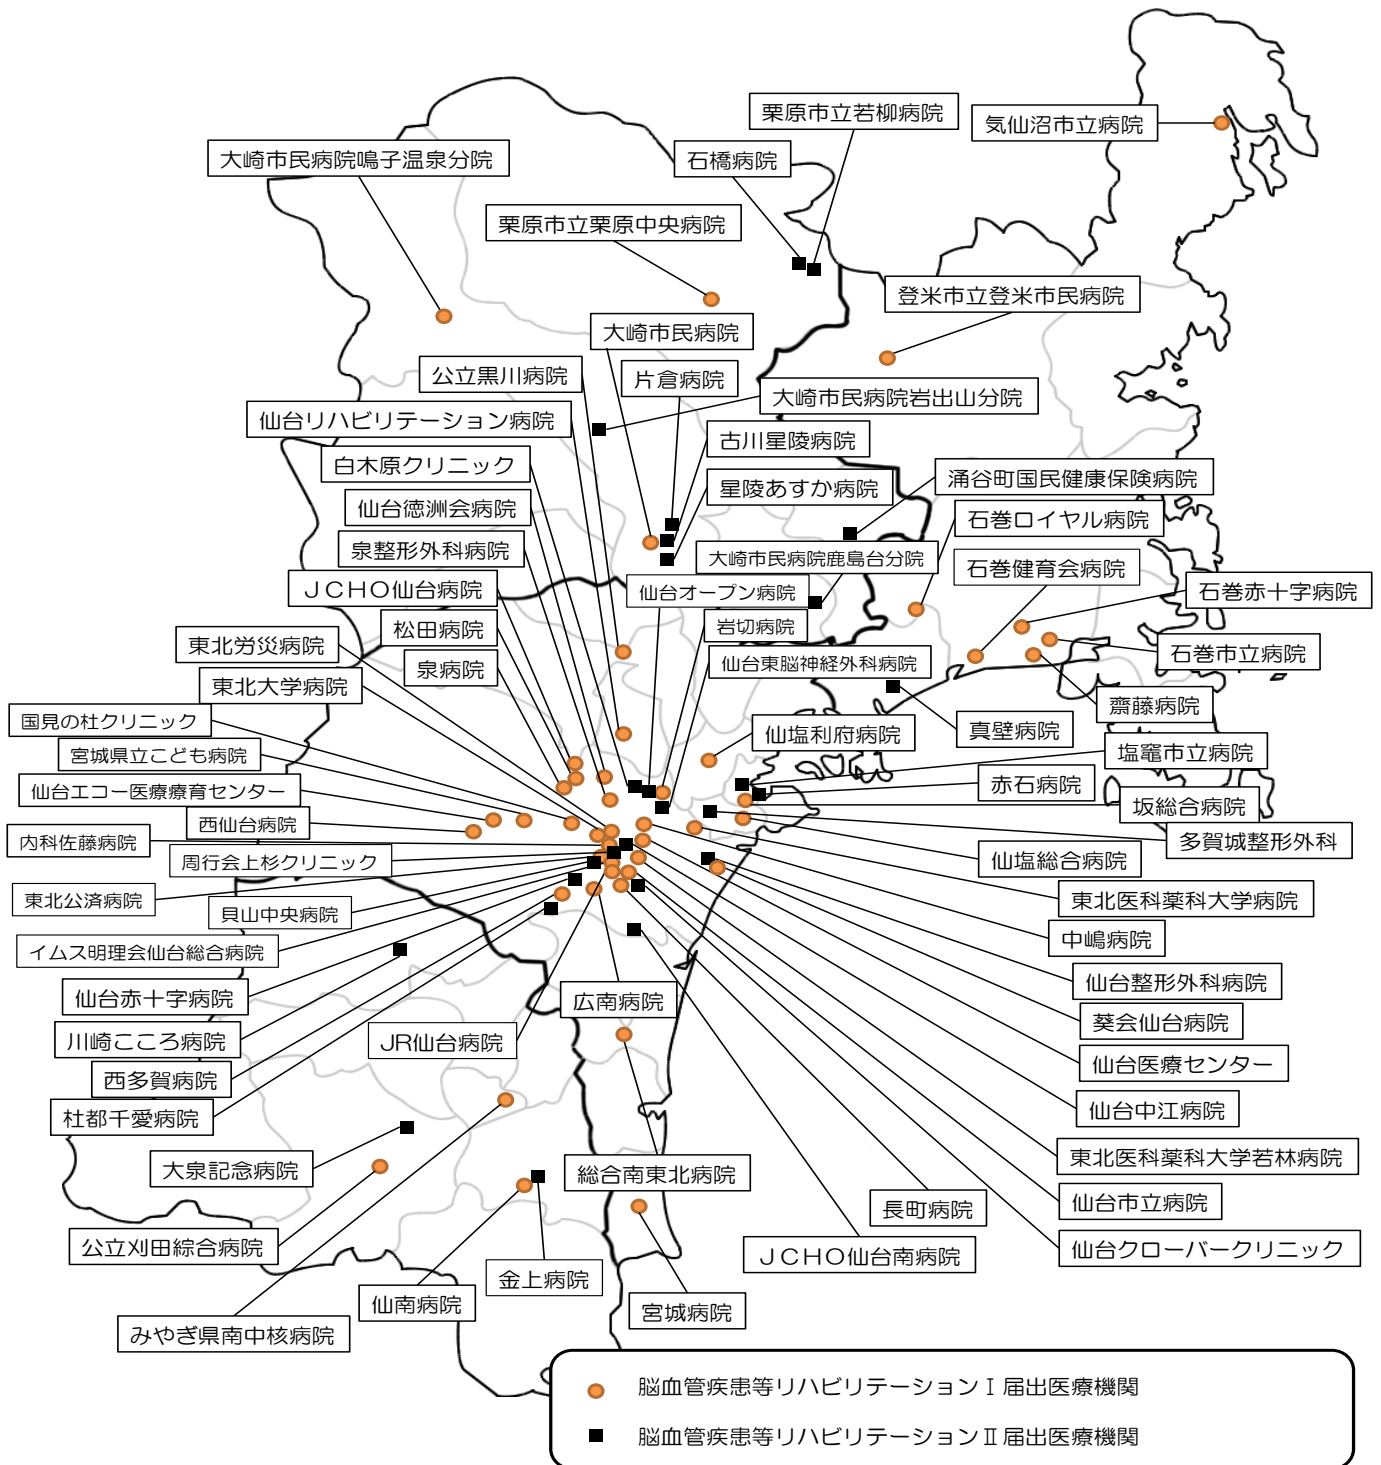 栗原市立若柳病院
気仙沼市立病院
大崎市民病院鳴子温泉分院
石橋病院
栗原市立栗原中央病院
登米市立登米市民病院
大崎市民病院
公立黒川病院
片倉病院
大崎市民病院岩出山分院
仙台リハビリテーション病院
古川星陵病院
白木原クリニック
涌谷町国民健康保険病院
星陵あすか病院
仙台徳洲会病院
石巻ロイヤル病院
泉整形外科病院
大崎市民病院鹿島台分院
石巻健育会病院
JCHO仙台病院
仙台オープン病院
石巻赤十字病院
松田病院
岩切病院
東北労災病院
石巻市立病院
泉病院
仙台東脳神経外科病院
東北大学病院
齋藤病院
国見の杜クリニック
仙塩利府病院
真壁病院
宮城県立こども病院
塩竈市立病院
仙台エコー医療療育センター
赤石病院
坂総合病院
西仙台病院
内科佐藤病院
多賀城整形外科
周行会上杉クリニック
仙塩総合病院
東北公済病院
東北医科薬科大学病院
貝山中央病院
中嶋病院
イムス明理会仙台総合病院
仙台整形外科病院
仙台赤十字病院
広南病院
葵会仙台病院
川崎こころ病院
JR仙台病院
仙台医療センター
西多賀病院
仙台中江病院
杜都千愛病院
東北医科薬科大学若林病院
大泉記念病院
総合南東北病院
仙台市立病院
長町病院
公立刈田綜合病院
仙台クローバークリニック
JCHO仙台南病院
金上病院
仙南病院
宮城病院
みやぎ県南中核病院
脳血管疾患等リハビリテーションⅠ届出医療機関
脳血管疾患等リハビリテーションⅡ届出医療機関